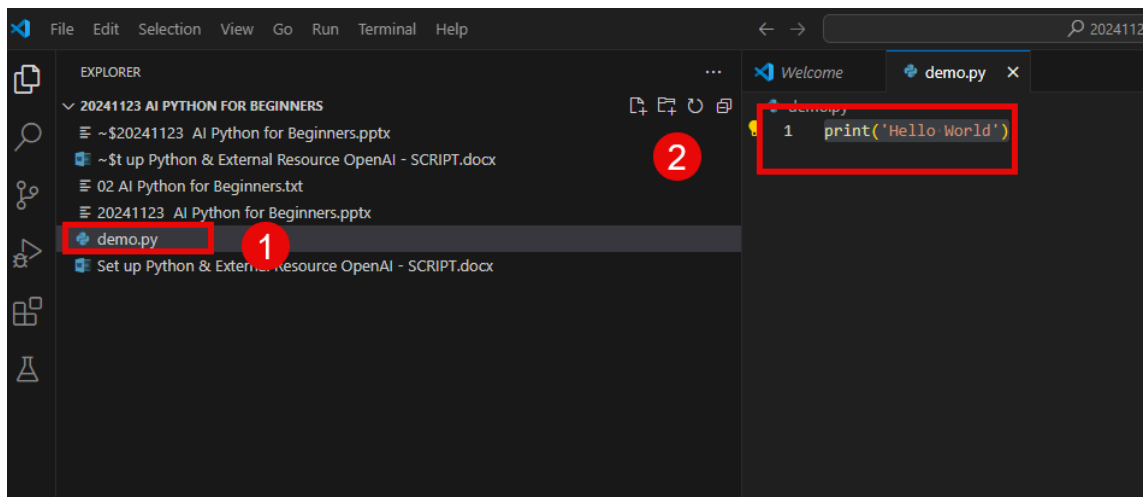 File Edit Selection View Go Run Terminal Help
2024112
EXPLORER
...
20241123 AI PYTHON FOR BEGINNERS
~$20241123 AI Python for Beginners.pptx
~$t up Python & External Resource OpenAI - SCRIPT.docx
02 AI Python for Beginners.txt
20241123 AI Python for Beginners.pptx
demo.py
1
Set up Python & External Resource OpenAI - SCRIPT.docx
2
Welcome
demo.py
demo.py
1 print('Hello World')